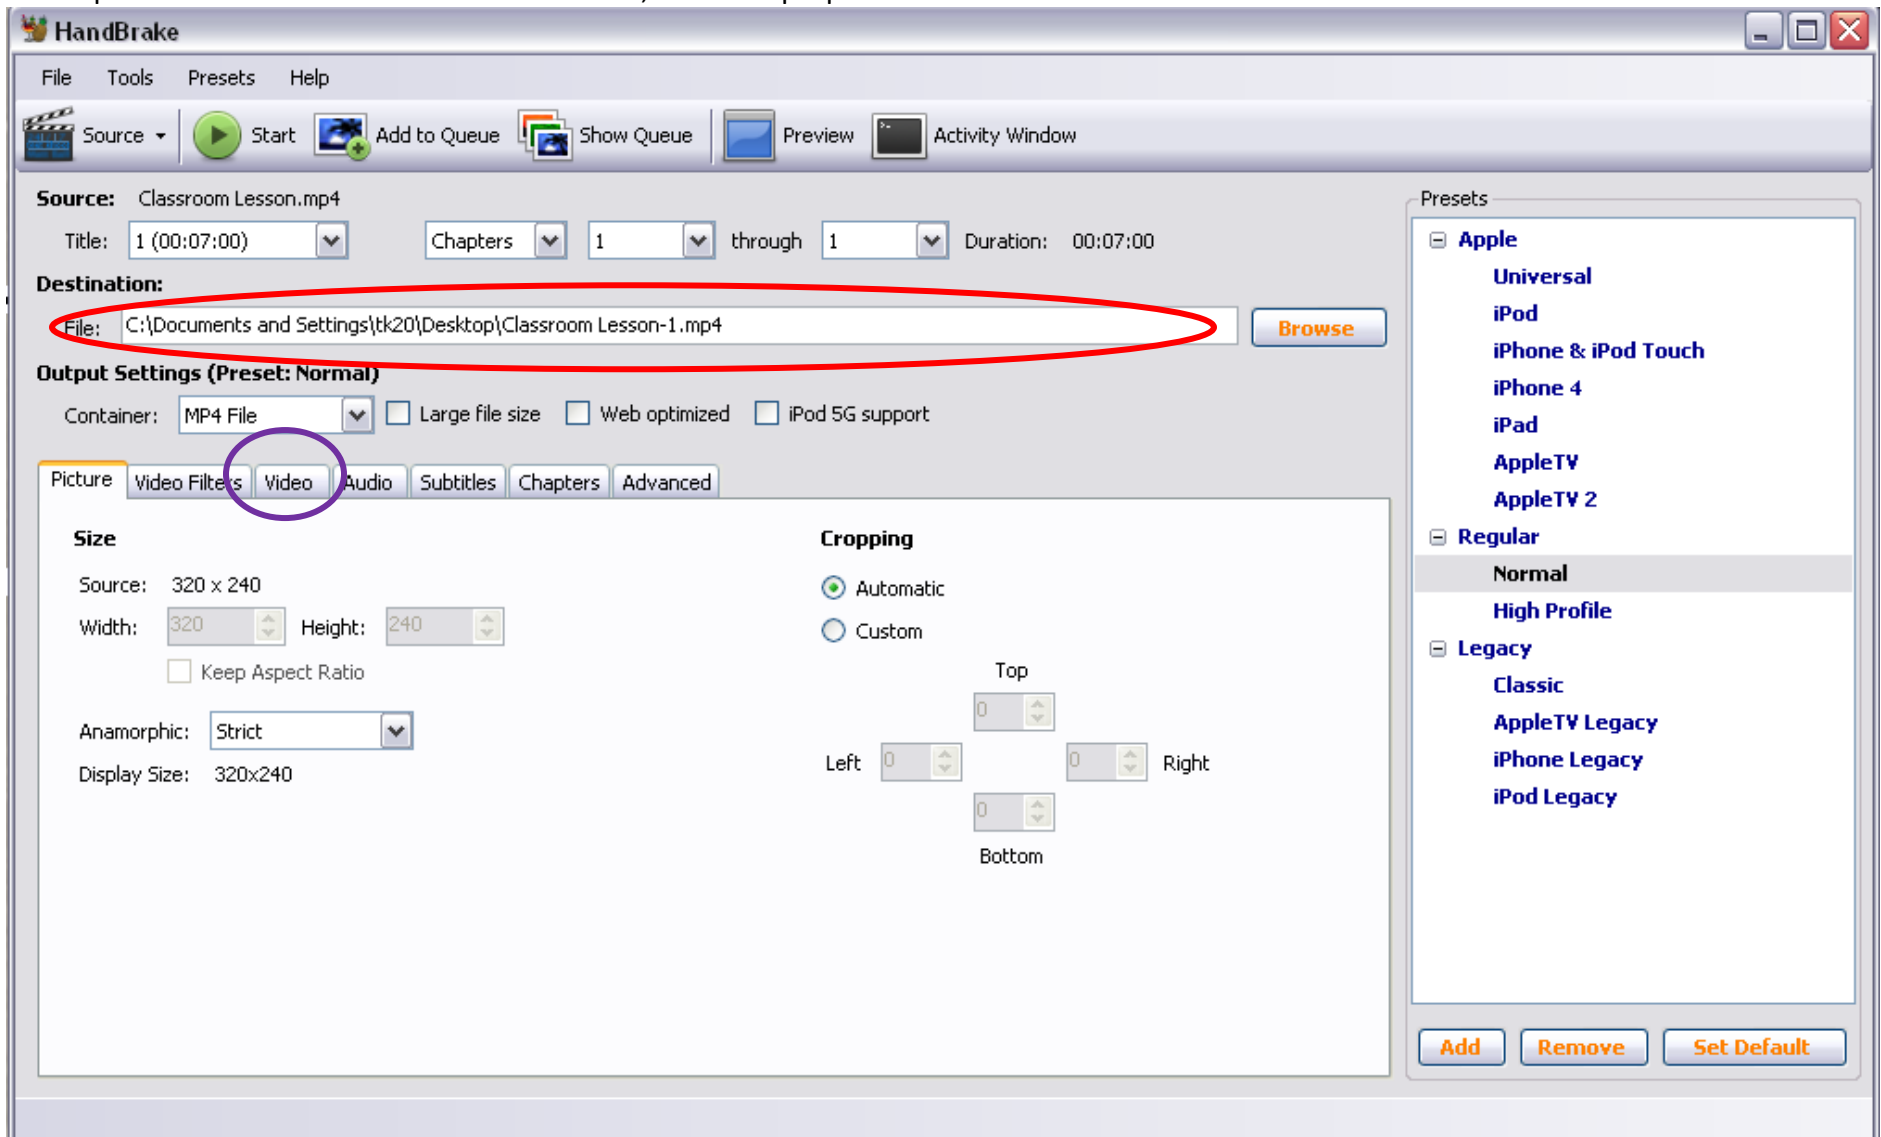 HandBrake
File Tools Presets Help
Source Start Add to Queue Show Queue Preview Activity Window
Source: Classroom Lesson.mp4
Title: 1 (00:07:00) Chapters 1 through 1 Duration: 00:07:00
Destination:
File: C:\Documents and Settings\tk20\Desktop\Classroom Lesson-1.mp4 Browse
Output Settings (Preset: Normal)
Container: MP4 File Large file size Web optimized iPod 5G support
Picture Video Filters Video Audio Subtitles Chapters Advanced
Size
Source: 320 x 240
Width: 320 Height: 240
Keep Aspect Ratio
Anamorphic: Strict
Display Size: 320x240
Cropping
Automatic
Custom
Top
0
Left 0 0 Right
0
Bottom
Presets
Apple
Universal
iPod
iPhone & iPod Touch
iPhone 4
iPad
AppleTV
AppleTV 2
Regular
Normal
High Profile
Legacy
Classic
AppleTV Legacy
iPhone Legacy
iPod Legacy
Add Remove Set Default